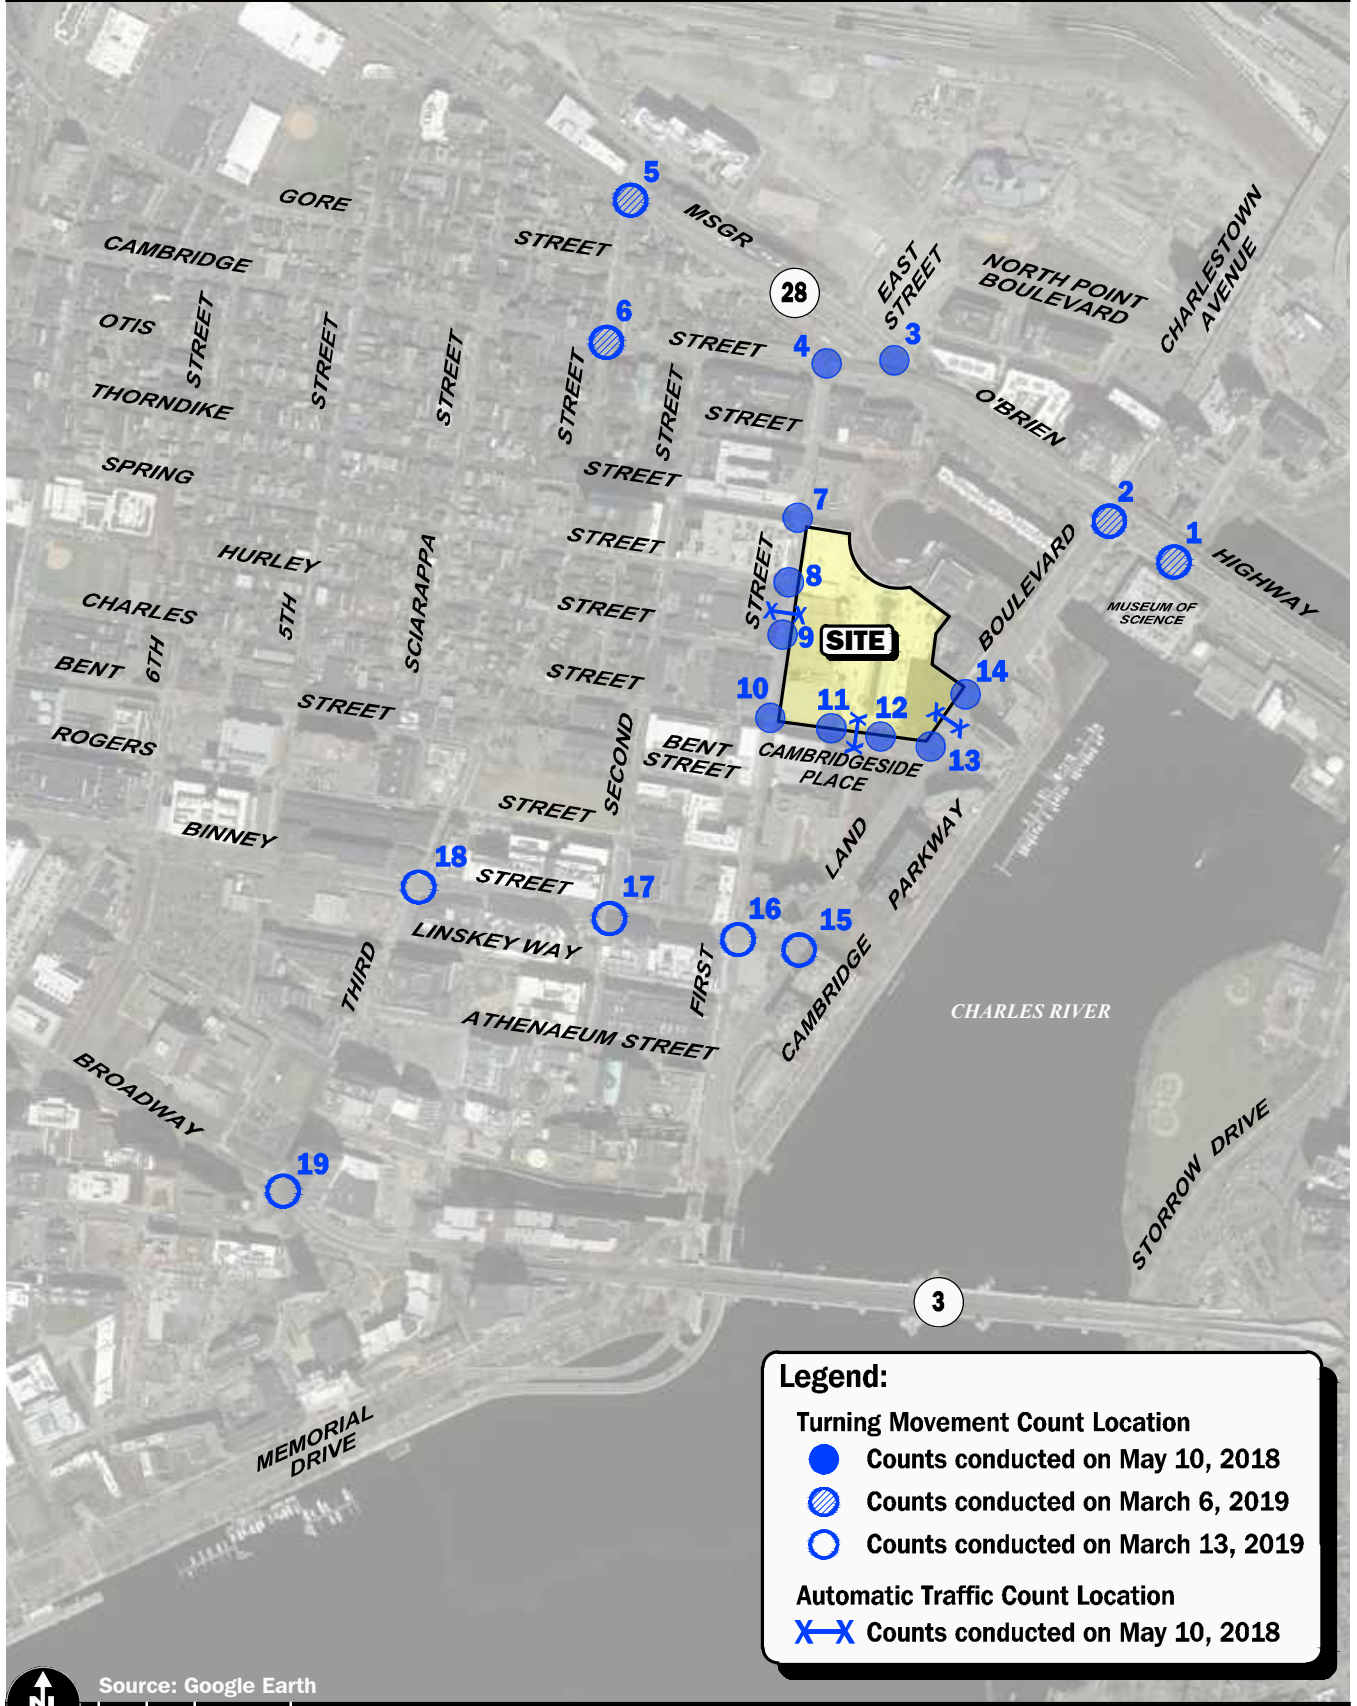 5
GORE
MSGR
STREET
CAMBRIDGE
CHARLESTOWN
AVENUE
EAST
STREET
NORTH POINT
BOULEVARD
28
OTIS
STREET
STREET
STREET
6
STREET
STREET
4
3
STREET
STREET
THORNDIKE
STREET
O'BRIEN
SPRING
STREET
7
2
1
HURLEY
STREET
STREET
BOULEVARD
HIGHWAY
8
CHARLES
5TH
SCIARAPPA
STREET
MUSEUM OF
SCIENCE
9
SITE
BENT
6TH
STREET
14
STREET
10
11
12
ROGERS
SECOND
BENT
STREET
CAMBRIDGESIDE
PLACE
13
BINNEY
STREET
LAND
PARKWAY
18
STREET
17
16
15
LINSKEY WAY
THIRD
FIRST
CAMBRIDGE
CHARLES RIVER
ATHENAEUM STREET
BROADWAY
STORROW DRIVE
19
3
MEMORIAL
DRIVE
Legend:
Turning Movement Count Location
Counts conducted on May 10, 2018
Counts conducted on March 6, 2019
Counts conducted on March 13, 2019
Automatic Traffic Count Location
X X Counts conducted on May 10, 2018
N
Source: Google Earth